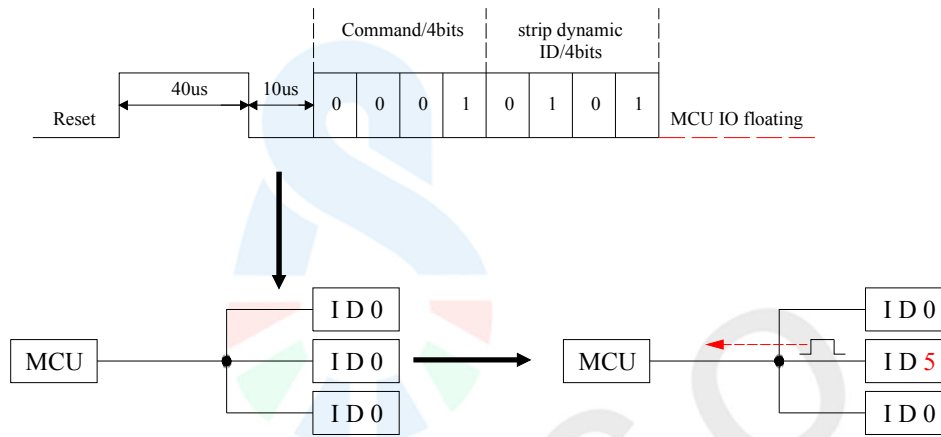 Command/4bits
strip dynamic
ID/4bits
40us
10us
0 0 0 1 0 1 0 1
Reset
MCU IO floating
I D 0
I D 0
MCU
I D 0
MCU
I D 5
I D 0
I D 0